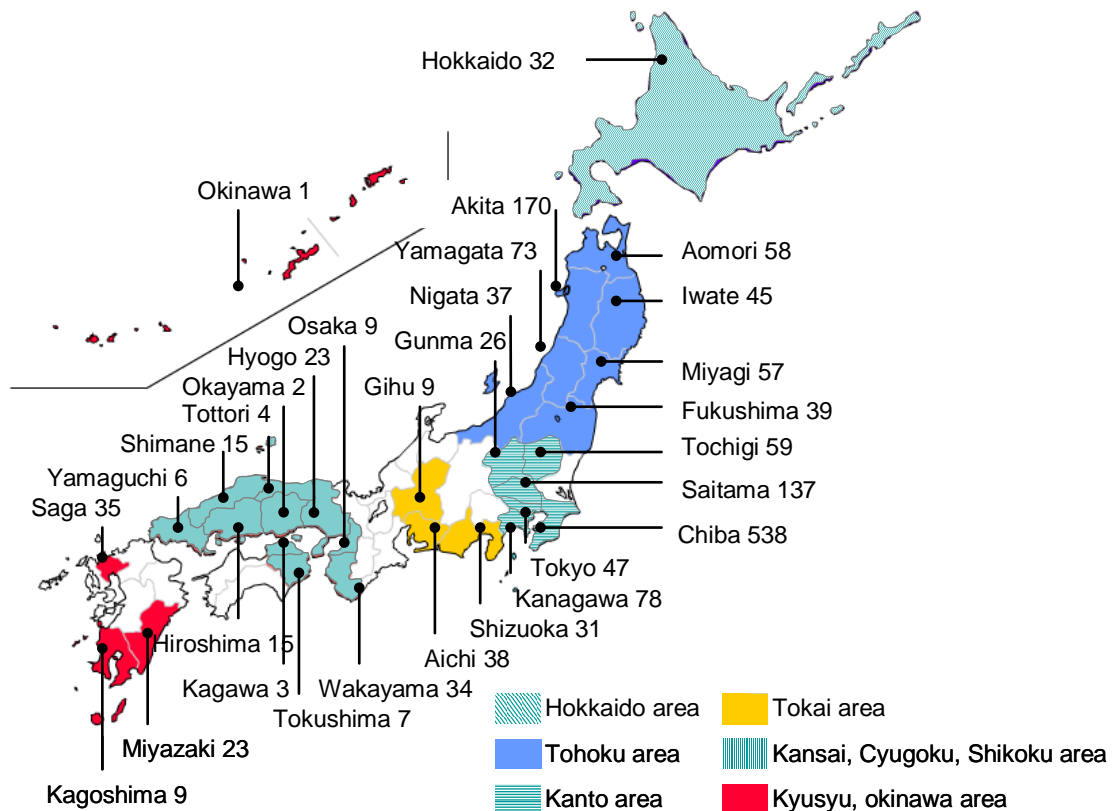 Hokkaido 32
Okinawa 1
Akita 170
Yamagata 73
Aomori 58
Nigata 37
Iwate 45
Osaka 9
Gunma 26
Hyogo 23
Miyagi 57
Okayama 2
Gihu 9
Tottori 4
Fukushima 39
Shimane 15
Tochigi 59
Yamaguchi 6
Saitama 137
Saga 35
Chiba 538
Tokyo 47
Kanagawa 78
Shizuoka 31
Hiroshima 15
Aichi 38
Kagawa 3
Wakayama 34
Tokushima 7
Miyazaki 23
Kagoshima 9
Hokkaido area
Tokai area
Tohoku area
Kansai, Cyugoku, Shikoku area
Kanto area
Kyusyu, okinawa area